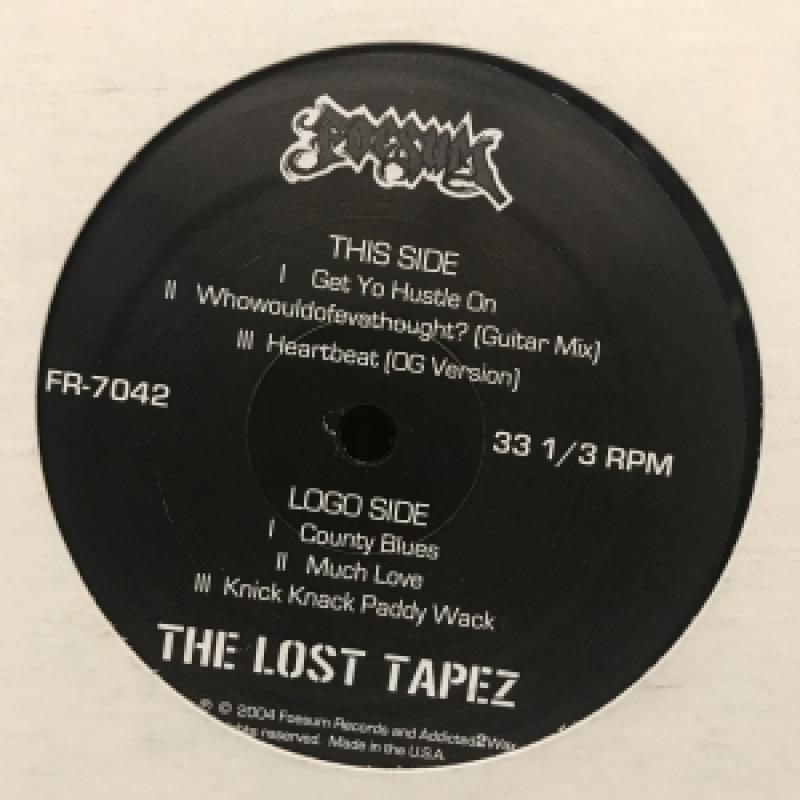 FOESUM
THIS SIDE
I Get Yo Hustle On
II Whowouldofevathought? (Guitar Mix)
III Heartbeat (OG Version)
FR-7042
33 1/3 RPM
LOGO SIDE
I County Blues
II Much Love
III Knick Knack Paddy Wack
THE LOST TAPEZ
℗ © 2004 Foesum Records and Addicted2Wax
reserved. Made in the U.S.A.